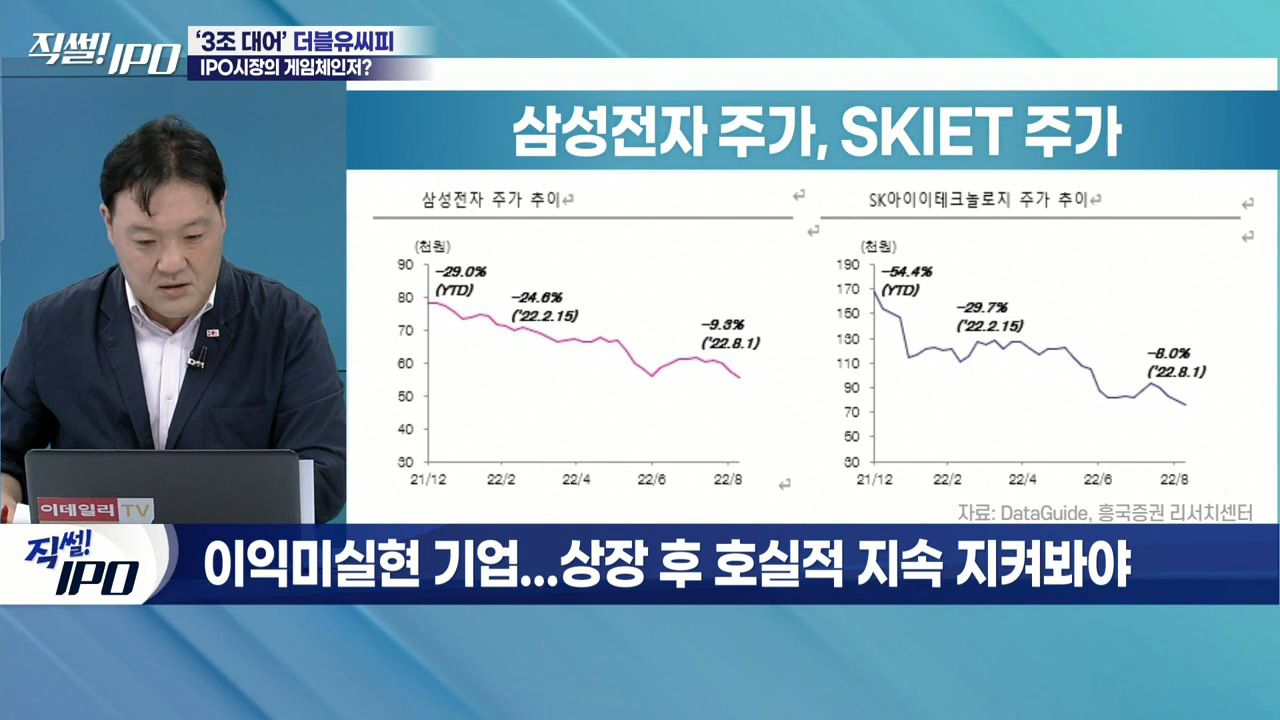 직썰! IPO
‘3조 대어’ 더블유씨피
IPO시장의 게임체인저?
삼성전자 주가, SKIET 주가
삼성전자 주가 추이
(천원)
90
80
70
60
50
40
30
-29.0%
(YTD)
-24.6%
('22.2.15)
-9.3%
('22.8.1)
21/12 22/2 22/4 22/6 22/8
SK아이이테크놀로지 주가 추이
(천원)
190
170
150
130
110
90
70
50
30
-54.4%
(YTD)
-29.7%
('22.2.15)
-8.0%
('22.8.1)
21/12 22/2 22/4 22/6 22/8
자료: DataGuide, 흥국증권 리서치센터
이데일리 TV
직썰!
IPO
이익미실현 기업...상장 후 호실적 지속 지켜봐야